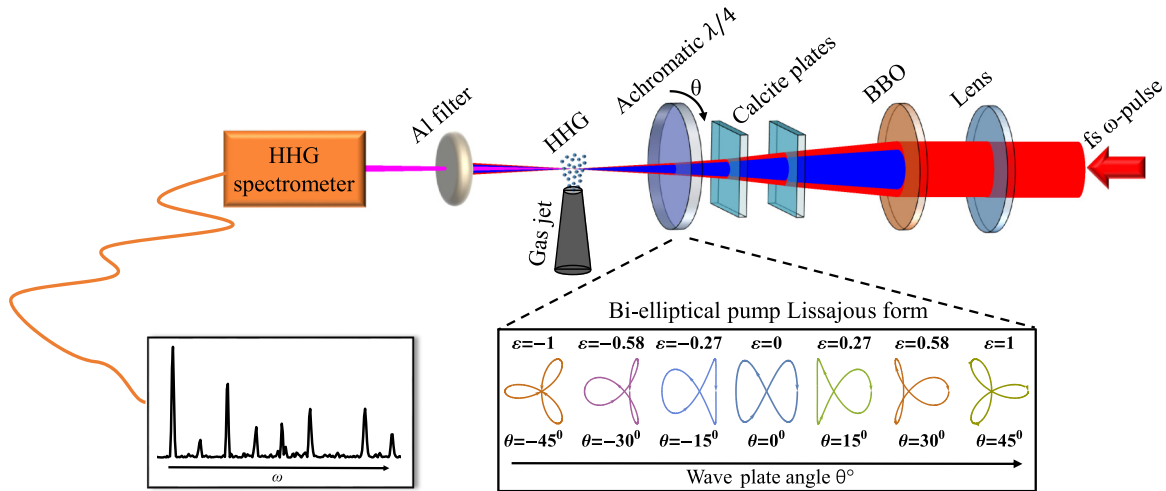 Achromatic λ/4
θ
Calcite plates
BBO
Lens
fs ω-pulse
Al filter
HHG
HHG
spectrometer
Gas jet
Bi-elliptical pump Lissajous form
ε=−1 ε=−0.58 ε=−0.27 ε=0 ε=0.27 ε=0.58 ε=1
θ=−45⁰ θ=−30⁰ θ=−15⁰ θ=0⁰ θ=15⁰ θ=30⁰ θ=45⁰
Wave plate angle θ°
ω